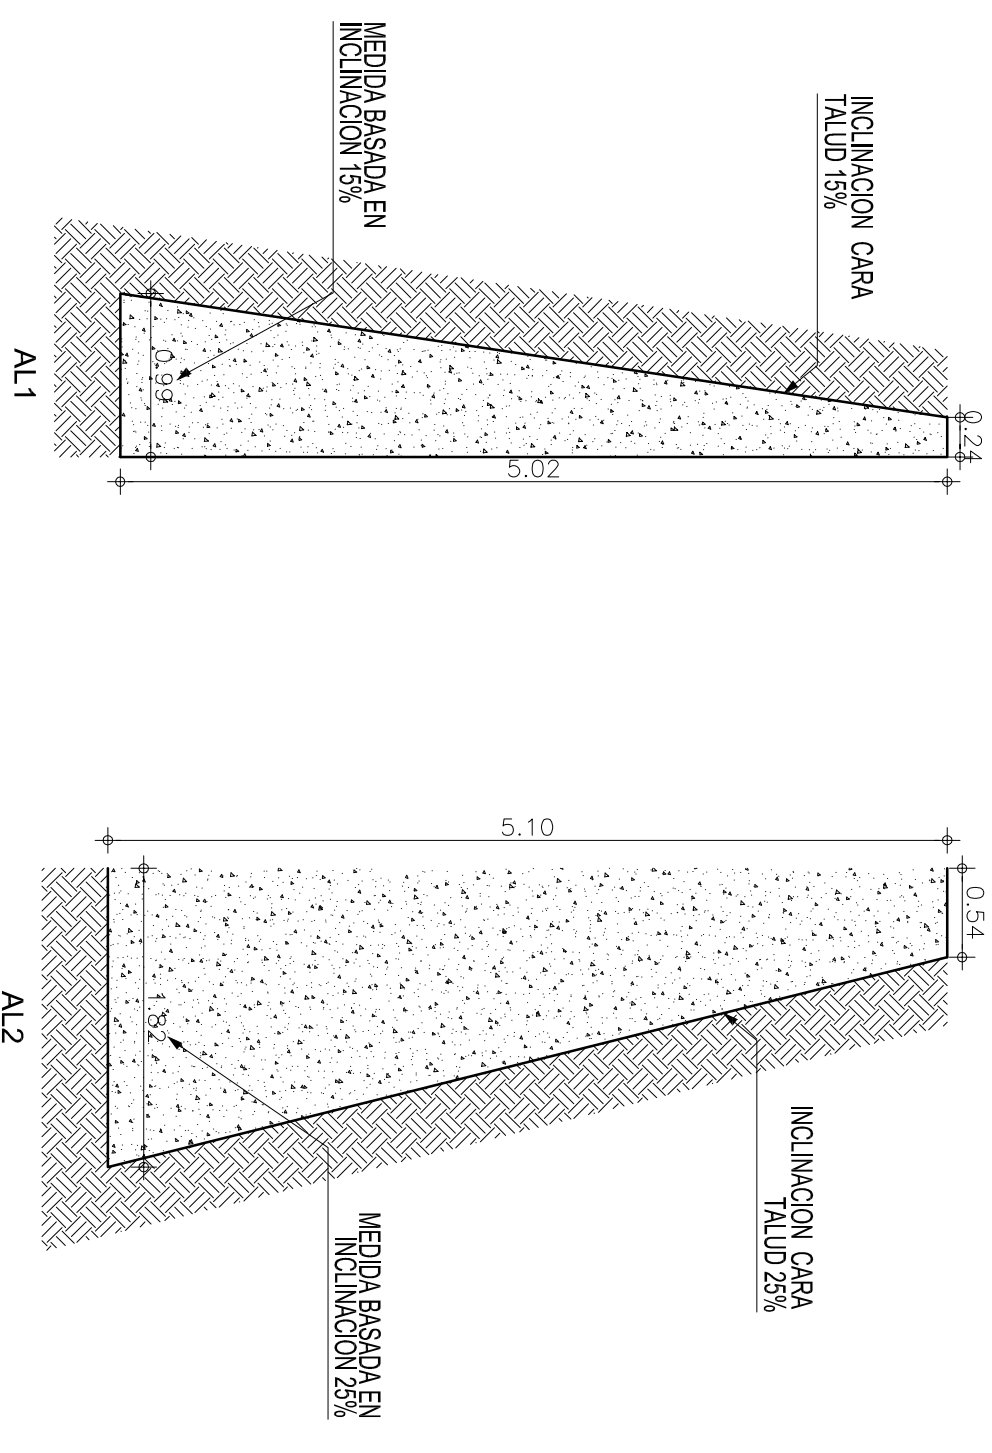 INCLINACION CARA
TALUD 15%
MEDIDA BASADA EN
INCLINACION 15%
0.24
0.99
5.02
AL1
5.10
0.54
1.82
INCLINACION CARA
TALUD 25%
MEDIDA BASADA EN
INCLINACION 25%
AL2